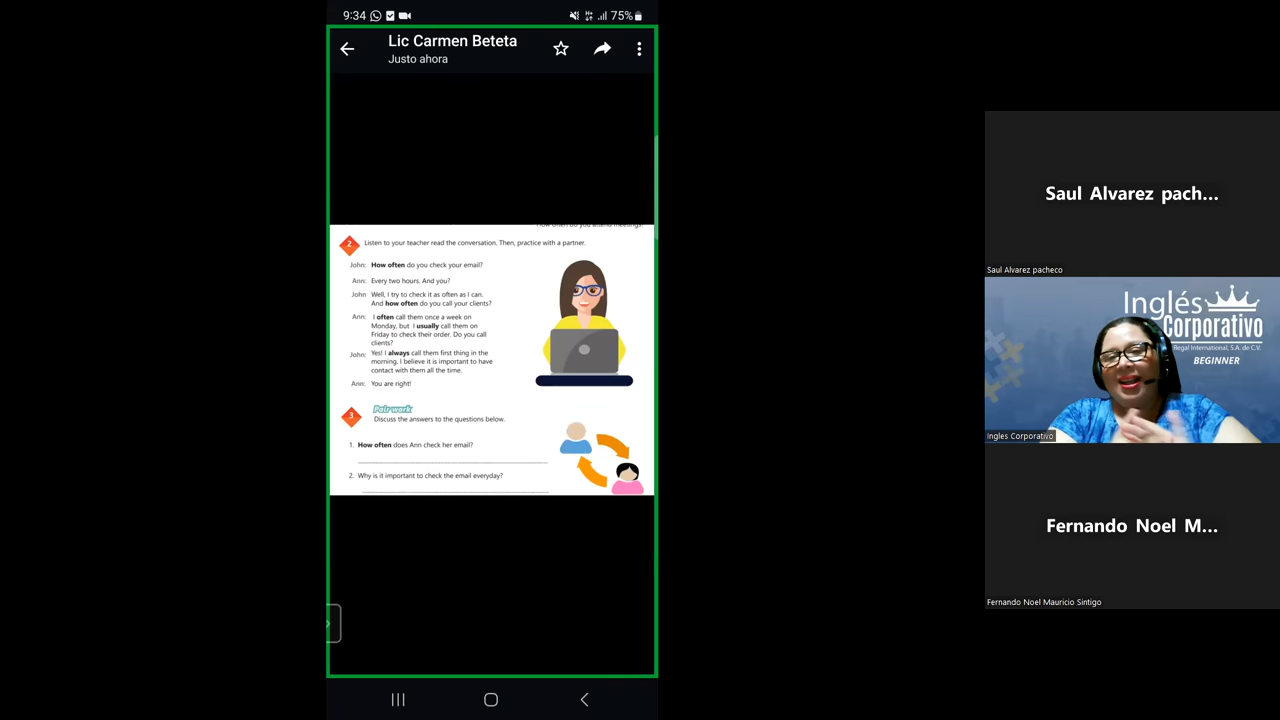 9:34
75%
Lic Carmen Beteta
Justo ahora
How often do you attend meetings?
2
Listen to your teacher read the conversation. Then, practice with a partner.
John: How often do you check your email?
Ann: Every two hours. And you?
John Well, I try to check it as often as I can.
And how often do you call your clients?
Ann: I often call them once a week on
Monday, but I usually call them on
Friday to check their order. Do you call
clients?
John: Yes! I always call them first thing in the
morning. I believe it is important to have
contact with them all the time.
Ann: You are right!
3
Pair work
Discuss the answers to the questions below.
1. How often does Ann check her email?
2. Why is it important to check the email everyday?
Saul Alvarez pach...
Saul Alvarez pacheco
Inglés
Corporativo
Regal International, S.A. de C.V.
BEGINNER
Ingles Corporativo
Fernando Noel M...
Fernando Noel Mauricio Sintigo